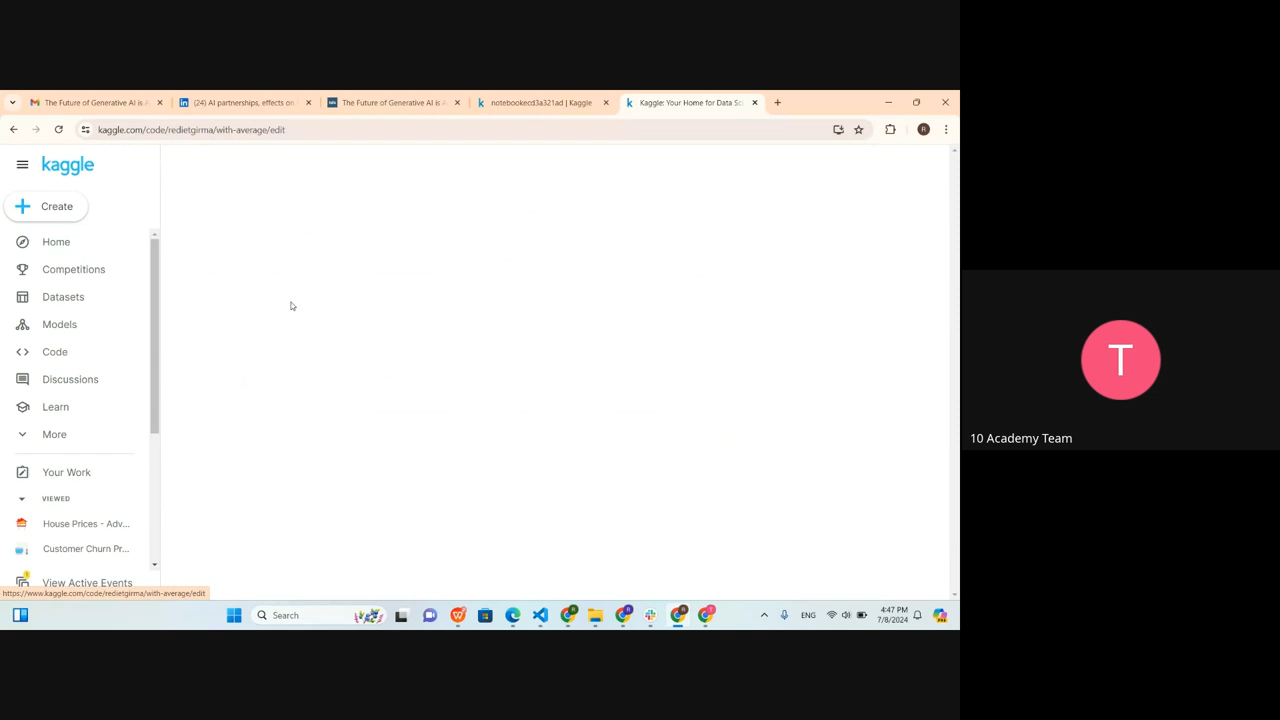 The Future of Generative AI is A
(24) AI partnerships, effects on
The Future of Generative AI is A
notebookecd3a321ad | Kaggle
Kaggle: Your Home for Data Sc
kaggle.com/code/redietgirma/with-average/edit
R
kaggle
Create
Home
Competitions
Datasets
Models
Code
Discussions
Learn
More
Your Work
VIEWED
House Prices - Adv...
Customer Churn Pr...
View Active Events
https://www.kaggle.com/code/redietgirma/with-average/edit
Search
ENG
4:47 PM
7/8/2024
T
10 Academy Team